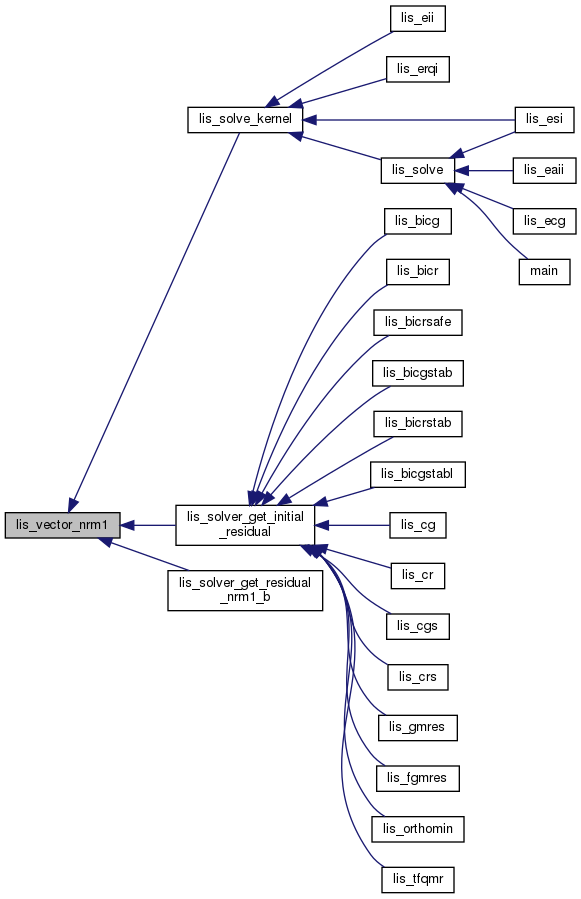 lis_eii
lis_erqi
lis_solve_kernel
lis_esi
lis_solve
lis_eaii
lis_bicg
lis_ecg
lis_bicr
main
lis_bicrsafe
lis_bicgstab
lis_bicrstab
lis_bicgstabl
lis_vector_nrm1
lis_solver_get_initial
_residual
lis_cg
lis_solver_get_residual
_nrm1_b
lis_cr
lis_cgs
lis_crs
lis_gmres
lis_fgmres
lis_orthomin
lis_tfqmr